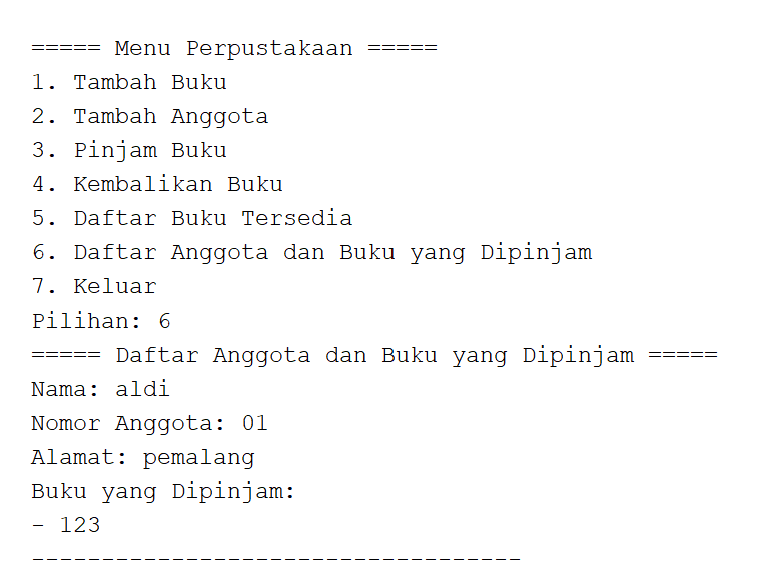 ===== Menu Perpustakaan =====
1. Tambah Buku
2. Tambah Anggota
3. Pinjam Buku
4. Kembalikan Buku
5. Daftar Buku Tersedia
6. Daftar Anggota dan Buku yang Dipinjam
7. Keluar
Pilihan: 6
===== Daftar Anggota dan Buku yang Dipinjam =====
Nama: aldi
Nomor Anggota: 01
Alamat: pemalang
Buku yang Dipinjam:
- 123
-----------------------------------